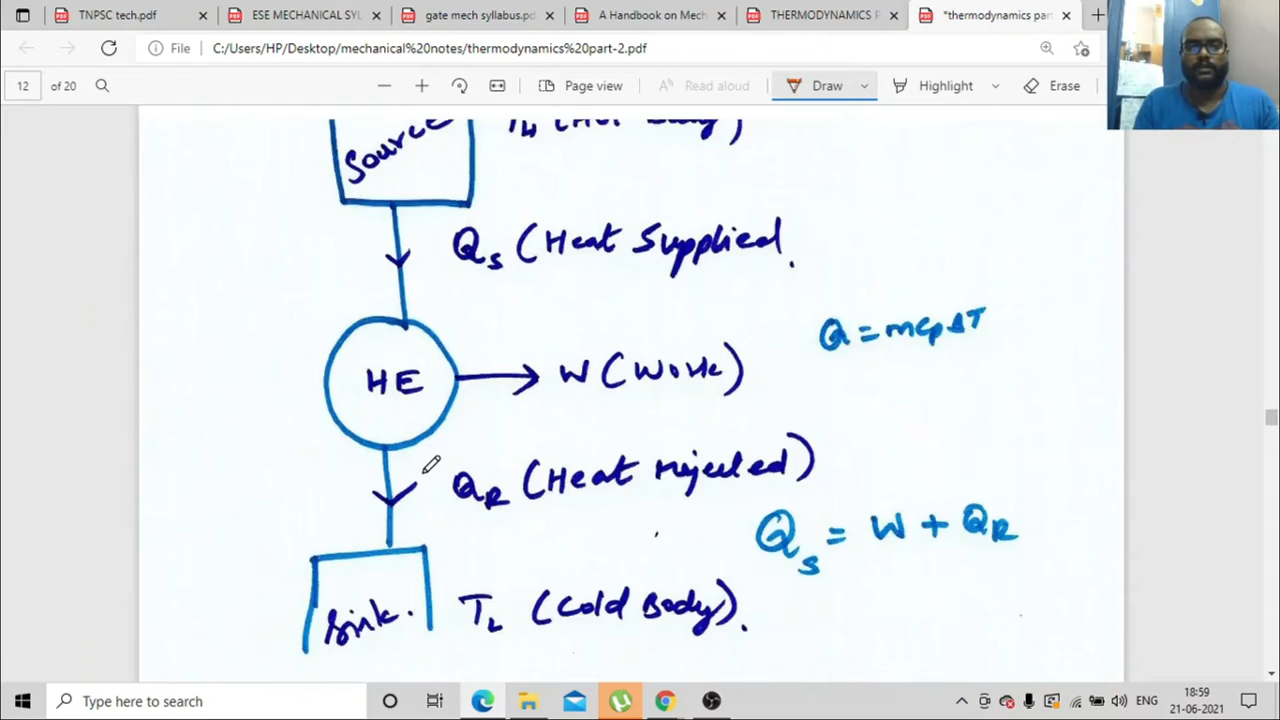 TNPSC tech.pdf
ESE MECHANICAL SYL
gate mech syllabus.pd
A Handbook on Mech
THERMODYNAMICS P
*thermodynamics par
File
C:/Users/HP/Desktop/mechanical%20notes/thermodynamics%20part-2.pdf
12 of 20
Page view
Read aloud
Draw
Highlight
Erase
Source
Qs (Heat Supplied.
Q = mCpΔT
HE
W (Work)
QR (Heat rejected)
Qs = W + QR
Sink.
TL (Cold Body).
Type here to search
ENG
18:59
21-06-2021